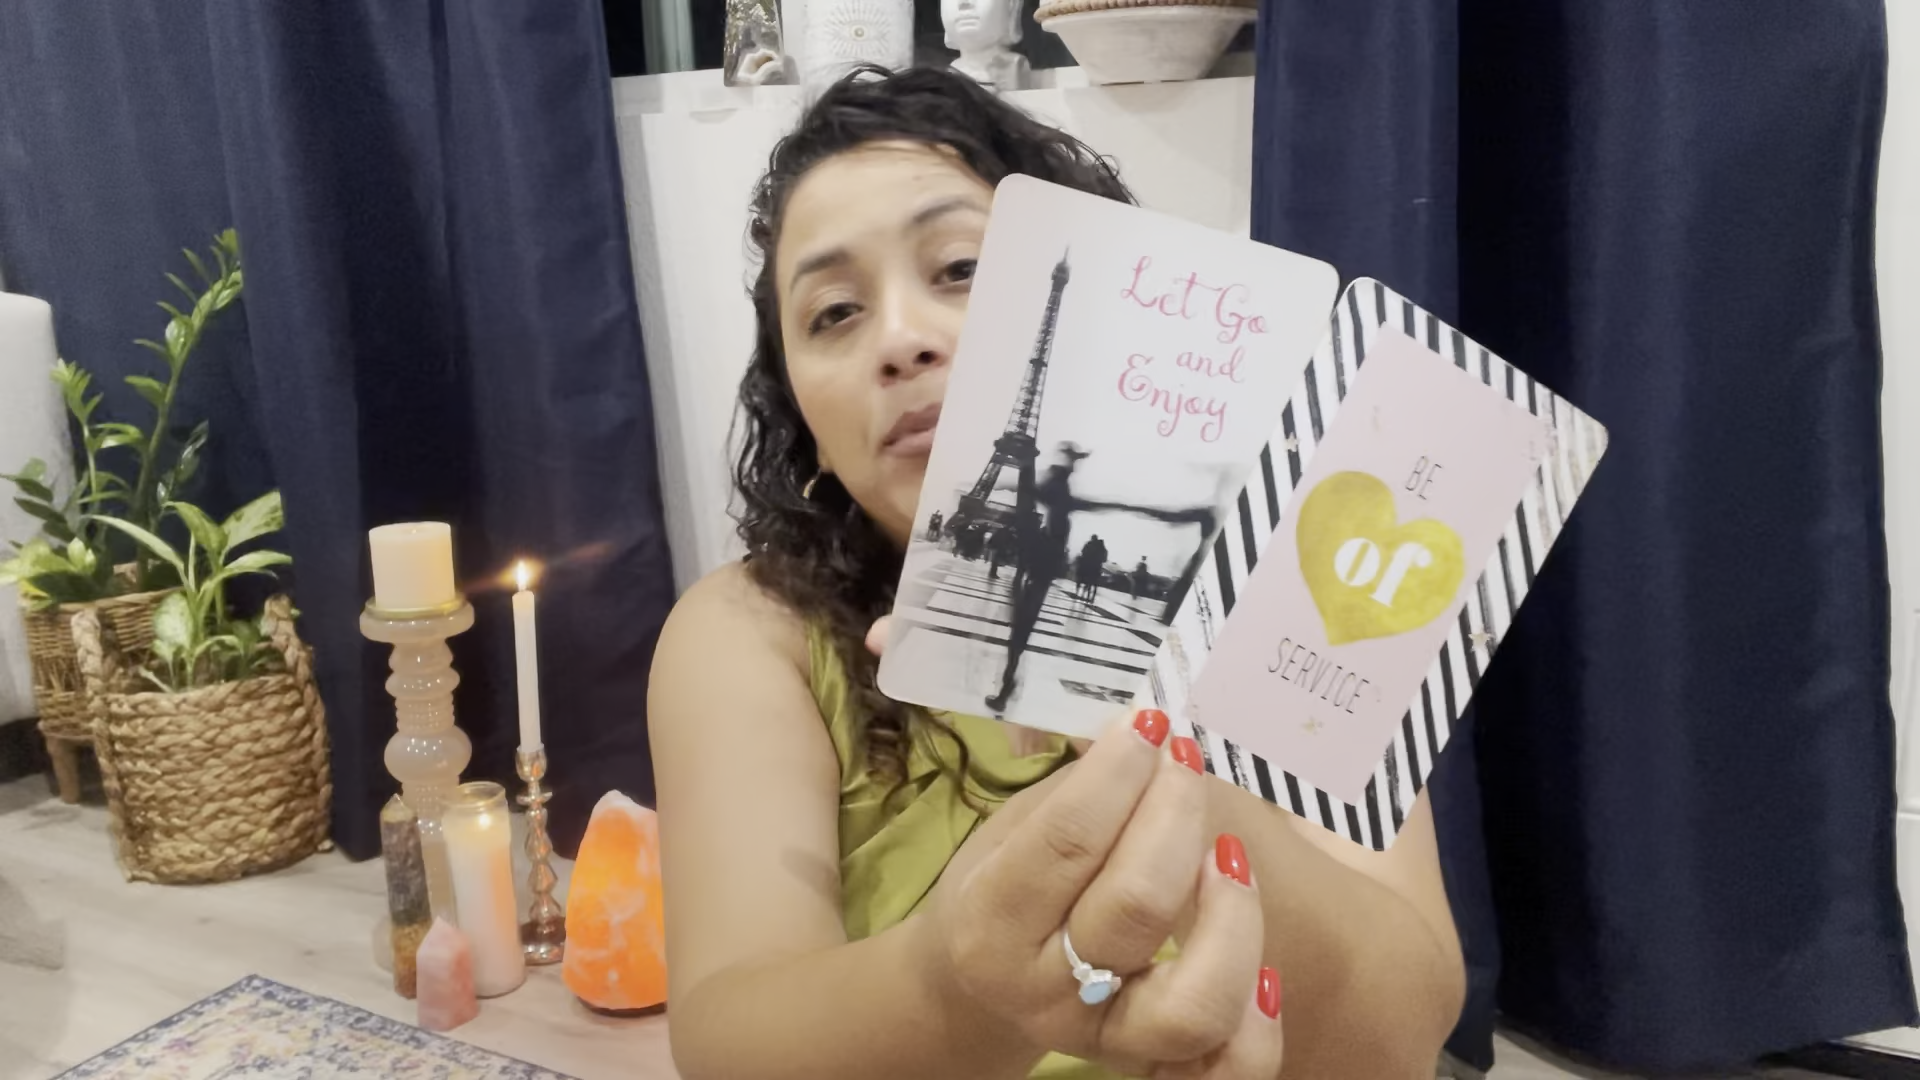 Let Go
and
Enjoy
BE
of
SERVICE